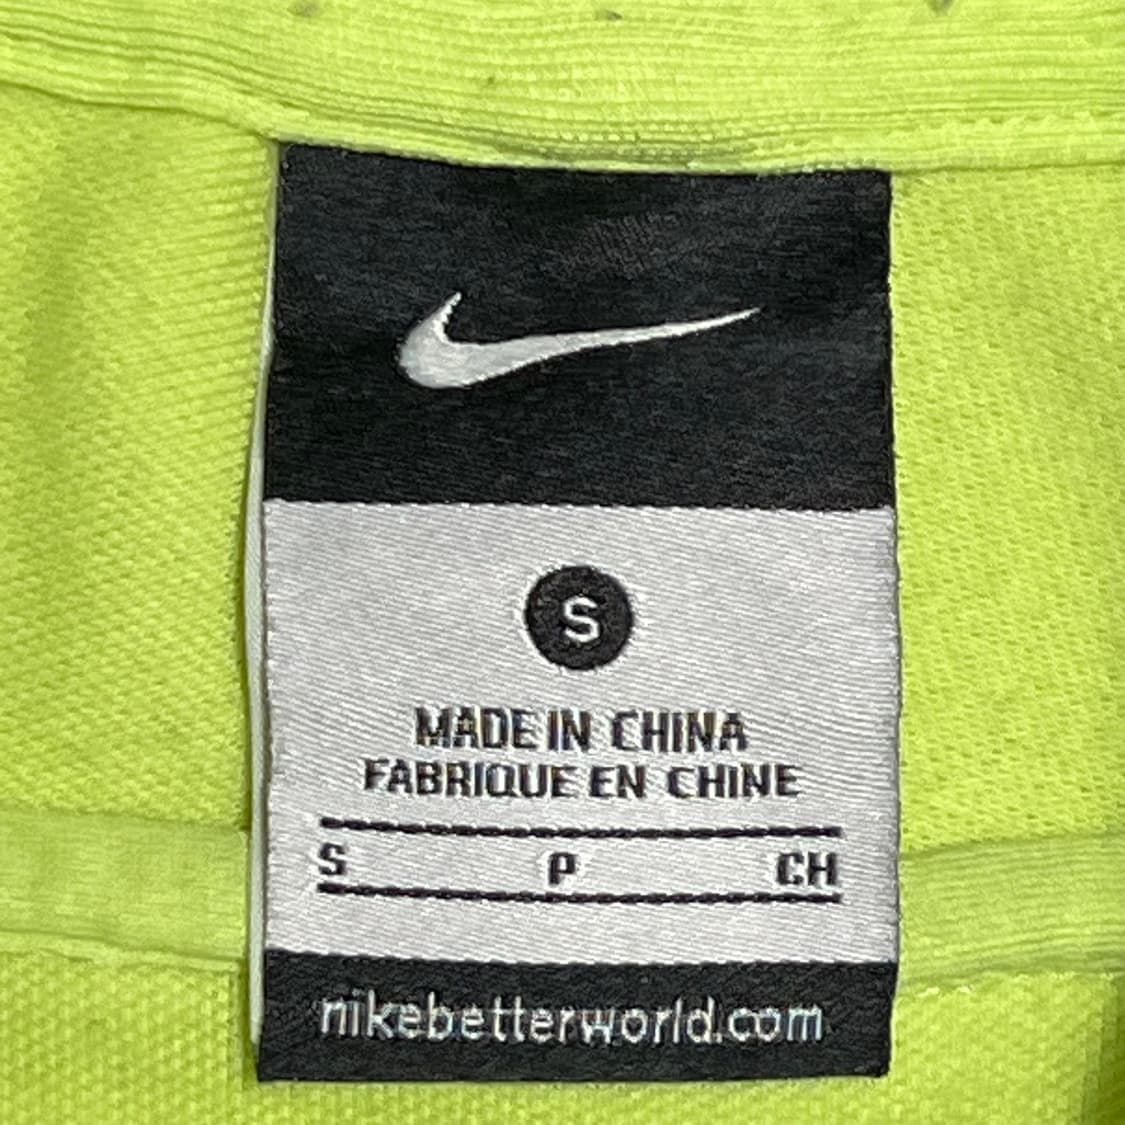 S
MADE IN CHINA
FABRIQUE EN CHINE
S P CH
nikebetterworld.com